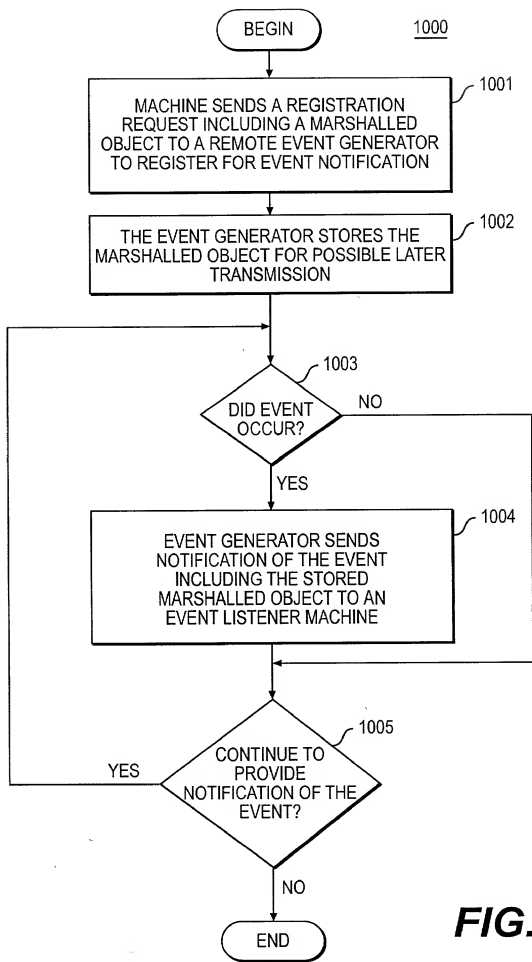 BEGIN
1000
1001
MACHINE SENDS A REGISTRATION
REQUEST INCLUDING A MARSHALLED
OBJECT TO A REMOTE EVENT GENERATOR
TO REGISTER FOR EVENT NOTIFICATION
1002
THE EVENT GENERATOR STORES THE
MARSHALLED OBJECT FOR POSSIBLE LATER
TRANSMISSION
1003
DID EVENT
OCCUR?
NO
YES
1004
EVENT GENERATOR SENDS
NOTIFICATION OF THE EVENT
INCLUDING THE STORED
MARSHALLED OBJECT TO AN
EVENT LISTENER MACHINE
1005
CONTINUE TO
PROVIDE
NOTIFICATION OF THE
EVENT?
YES
NO
END
FIG.